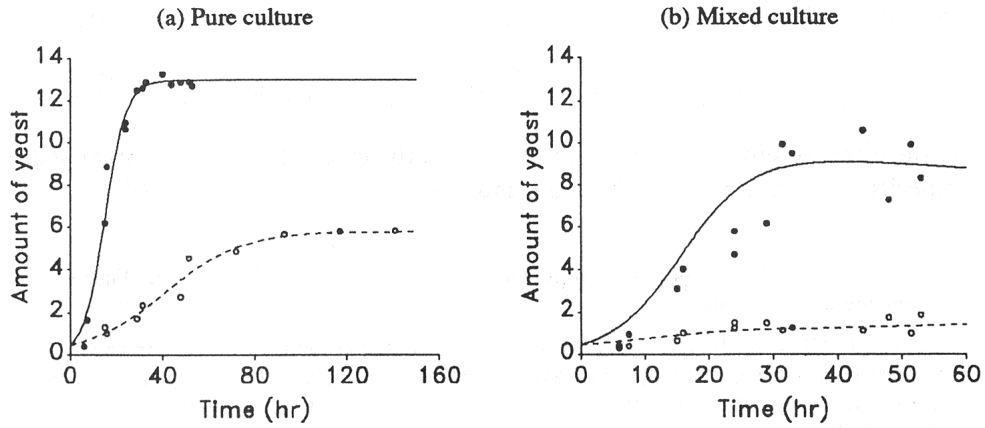 (a) Pure culture
(b) Mixed culture
14
12
10
8
6
4
2
0
Amount of yeast
0 40 80 120 160
Time (hr)
14
12
10
8
6
4
2
0
Amount of yeast
0 10 20 30 40 50 60
Time (hr)